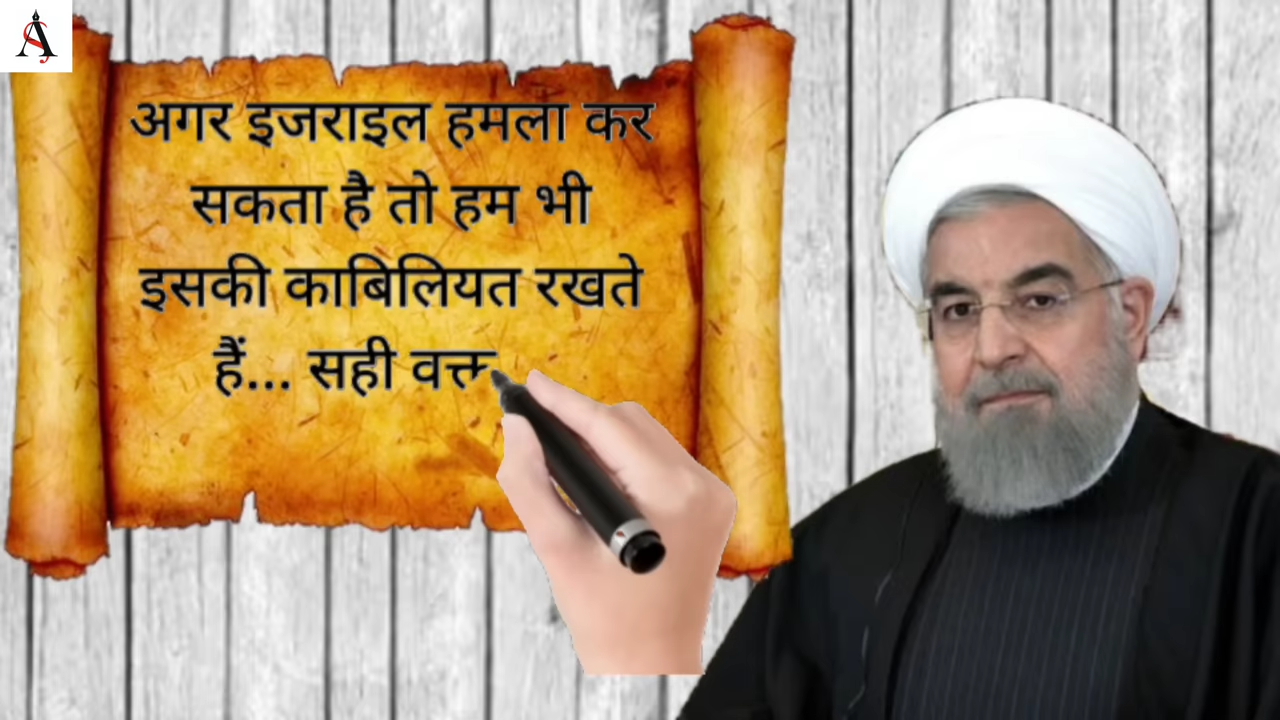 अगर इजराइल हमला कर
सकता है तो हम भी
इसकी काबिलियत रखते
हैं... सही वक्त